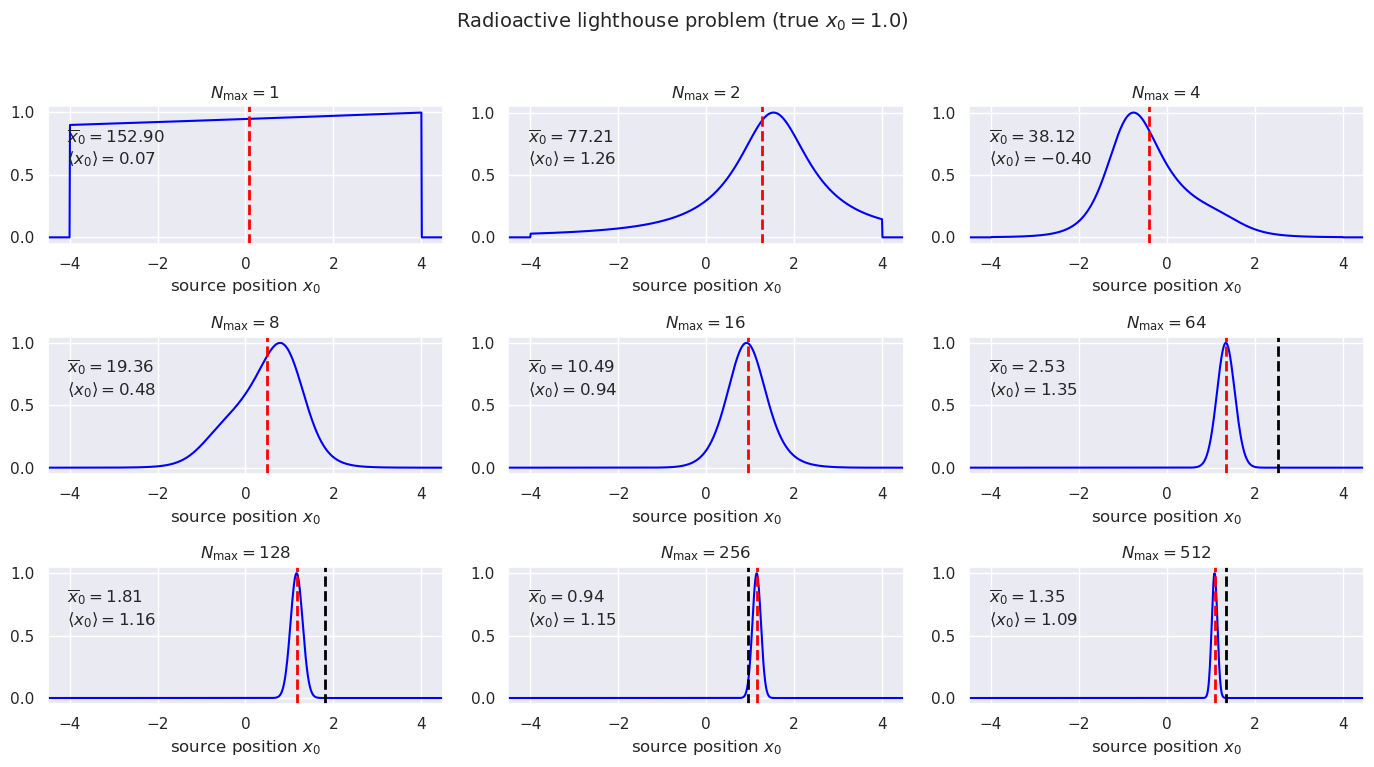 Radioactive lighthouse problem (true x₀ = 1.0)
N_max = 1
1.0
0.5
0.0
x̅₀ = 152.90
⟨x₀⟩ = 0.07
−4 −2 0 2 4
source position x₀
N_max = 2
1.0
0.5
0.0
x̅₀ = 77.21
⟨x₀⟩ = 1.26
−4 −2 0 2 4
source position x₀
N_max = 4
1.0
0.5
0.0
x̅₀ = 38.12
⟨x₀⟩ = −0.40
−4 −2 0 2 4
source position x₀
N_max = 8
1.0
0.5
0.0
x̅₀ = 19.36
⟨x₀⟩ = 0.48
−4 −2 0 2 4
source position x₀
N_max = 16
1.0
0.5
0.0
x̅₀ = 10.49
⟨x₀⟩ = 0.94
−4 −2 0 2 4
source position x₀
N_max = 64
1.0
0.5
0.0
x̅₀ = 2.53
⟨x₀⟩ = 1.35
−4 −2 0 2 4
source position x₀
N_max = 128
1.0
0.5
0.0
x̅₀ = 1.81
⟨x₀⟩ = 1.16
−4 −2 0 2 4
source position x₀
N_max = 256
1.0
0.5
0.0
x̅₀ = 0.94
⟨x₀⟩ = 1.15
−4 −2 0 2 4
source position x₀
N_max = 512
1.0
0.5
0.0
x̅₀ = 1.35
⟨x₀⟩ = 1.09
−4 −2 0 2 4
source position x₀